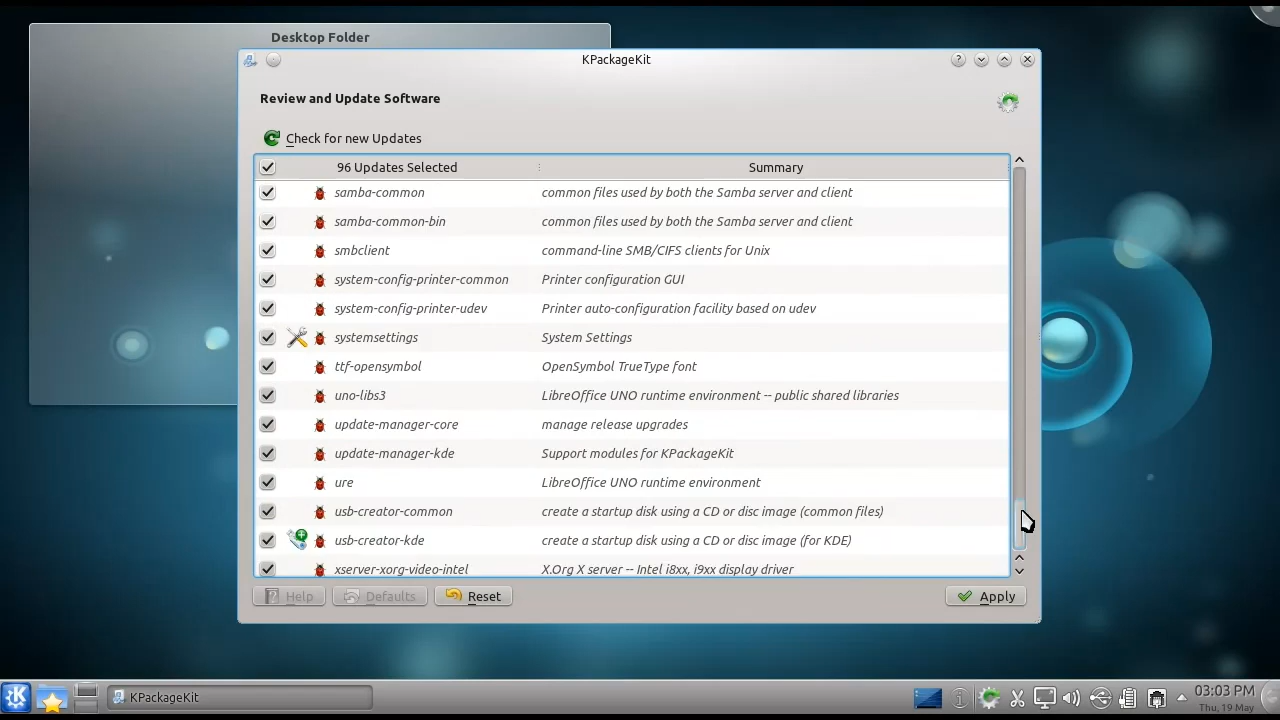 Desktop Folder
KPackageKit
?
Review and Update Software
Check for new Updates
96 Updates Selected Summary
samba-common common files used by both the Samba server and client
samba-common-bin common files used by both the Samba server and client
smbclient command-line SMB/CIFS clients for Unix
system-config-printer-common Printer configuration GUI
system-config-printer-udev Printer auto-configuration facility based on udev
systemsettings System Settings
ttf-opensymbol OpenSymbol TrueType font
uno-libs3 LibreOffice UNO runtime environment -- public shared libraries
update-manager-core manage release upgrades
update-manager-kde Support modules for KPackageKit
ure LibreOffice UNO runtime environment
usb-creator-common create a startup disk using a CD or disc image (common files)
usb-creator-kde create a startup disk using a CD or disc image (for KDE)
xserver-xorg-video-intel X.Org X server -- Intel i8xx, i9xx display driver
Help Defaults Reset Apply
KPackageKit 03:03 PM
Thu, 19 May